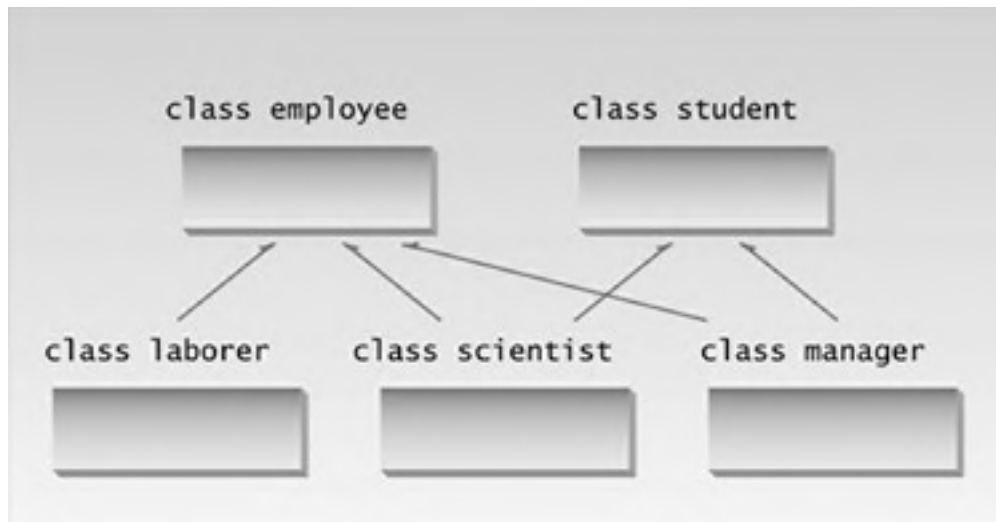 class employee
class student
class laborer
class scientist
class manager